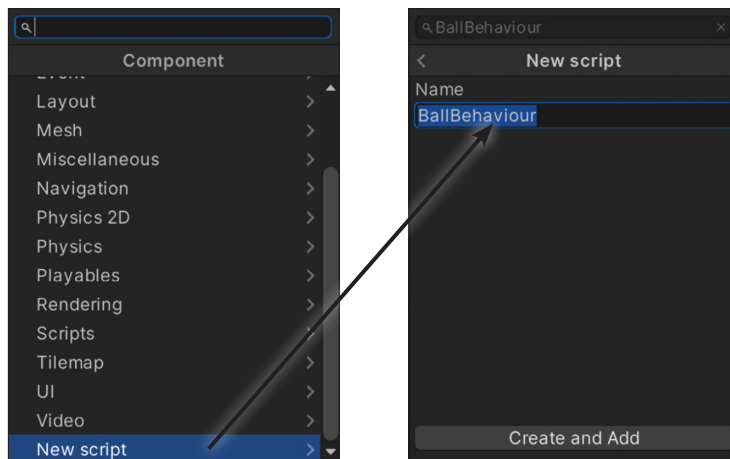 Component
Event
Layout
Mesh
Miscellaneous
Navigation
Physics 2D
Physics
Playables
Rendering
Scripts
Tilemap
UI
Video
New script
BallBehaviour
New script
Name
BallBehaviour
Create and Add